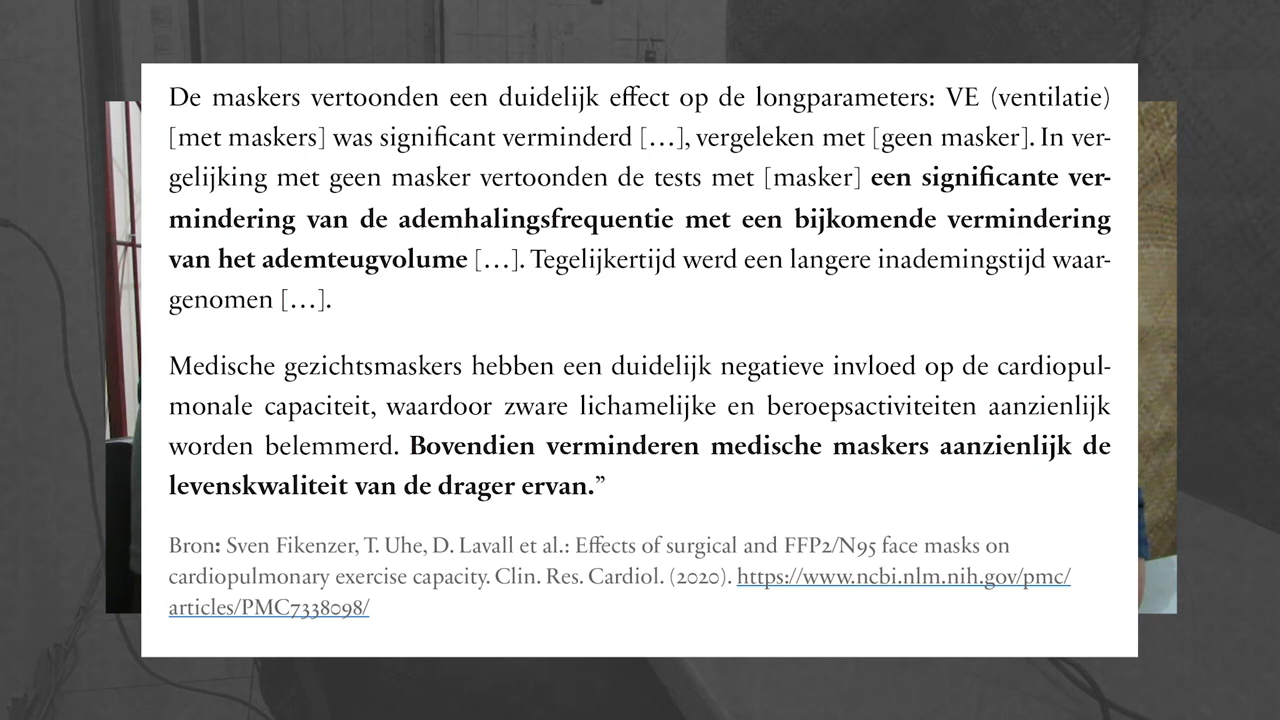 De maskers vertoonden een duidelijk effect op de longparameters: VE (ventilatie)
[met maskers] was significant verminderd […], vergeleken met [geen masker]. In ver-
gelijking met geen masker vertoonden de tests met [masker] een significante ver-
mindering van de ademhalingsfrequentie met een bijkomende vermindering
van het ademteugvolume […]. Tegelijkertijd werd een langere inademingstijd waar-
genomen […].
Medische gezichtsmaskers hebben een duidelijk negatieve invloed op de cardiopul-
monale capaciteit, waardoor zware lichamelijke en beroepsactiviteiten aanzienlijk
worden belemmerd. Bovendien verminderen medische maskers aanzienlijk de
levenskwaliteit van de drager ervan.”
Bron: Sven Fikenzer, T. Uhe, D. Lavall et al.: Effects of surgical and FFP2/N95 face masks on
cardiopulmonary exercise capacity. Clin. Res. Cardiol. (2020). https://www.ncbi.nlm.nih.gov/pmc/
articles/PMC7338098/